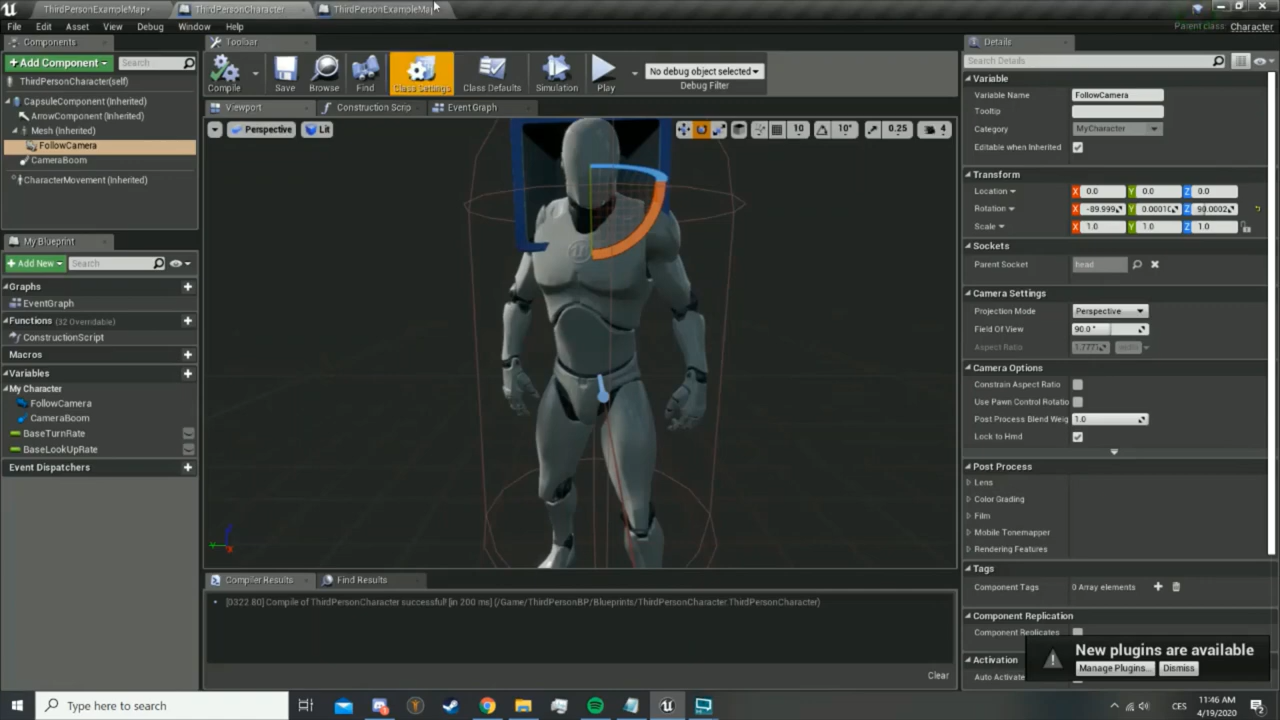 ThirdPersonExampleMap*
ThirdPersonCharacter
ThirdPersonExampleMap
Parent class: Character
File Edit Asset View Debug Window Help
Components
+Add Component
Search
ThirdPersonCharacter(self)
CapsuleComponent (Inherited)
ArrowComponent (Inherited)
Mesh (Inherited)
FollowCamera
CameraBoom
CharacterMovement (Inherited)
My Blueprint
+Add New
Search
Graphs
EventGraph
Functions (32 Overridable)
ConstructionScript
Macros
Variables
My Character
FollowCamera
CameraBoom
BaseTurnRate
BaseLookUpRate
Event Dispatchers
Toolbar
Compile
Save
Browse
Find
Class Settings
Class Defaults
Simulation
Play
No debug object selected
Debug Filter
Viewport
Construction Scrip
Event Graph
Perspective
Lit
10
10°
0.25
4
Compiler Results
Find Results
[0322.80] Compile of ThirdPersonCharacter successful! [in 200 ms] (/Game/ThirdPersonBP/Blueprints/ThirdPersonCharacter.ThirdPersonCharacter)
Clear
Details
Search Details
Variable
Variable Name FollowCamera
Tooltip
Category MyCharacter
Editable when Inherited
Transform
Location X 0.0 Y 0.0 Z 0.0
Rotation X -89.999 Y 0.0001 Z 90.0002
Scale X 1.0 Y 1.0 Z 1.0
Sockets
Parent Socket head
Camera Settings
Projection Mode Perspective
Field Of View 90.0 °
Aspect Ratio 1.777
Camera Options
Constrain Aspect Ratio
Use Pawn Control Rotatio
Post Process Blend Weig 1.0
Lock to Hmd
Post Process
Lens
Color Grading
Film
Mobile Tonemapper
Rendering Features
Tags
Component Tags 0 Array elements
Component Replication
Component Replicates
Activation
Auto Activate
New plugins are available
Manage Plugins...
Dismiss
Type here to search
CES
11:46 AM
4/19/2020
2